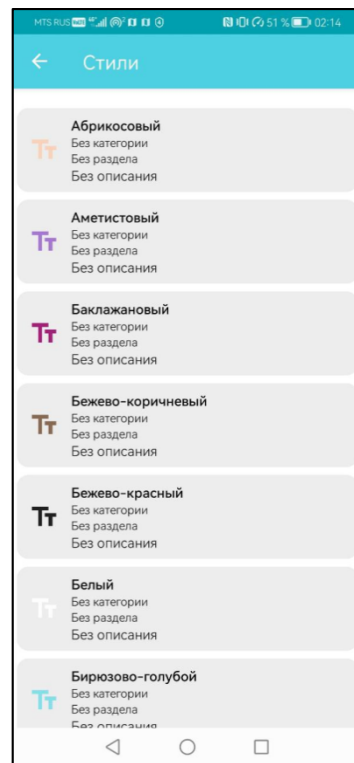 MTS RUS 51 % 02:14
Стили
Тт
Абрикосовый
Без категории
Без раздела
Без описания
Тт
Аметистовый
Без категории
Без раздела
Без описания
Тт
Баклажановый
Без категории
Без раздела
Без описания
Тт
Бежево-коричневый
Без категории
Без раздела
Без описания
Тт
Бежево-красный
Без категории
Без раздела
Без описания
Тт
Белый
Без категории
Без раздела
Без описания
Тт
Бирюзово-голубой
Без категории
Без раздела
Без описания